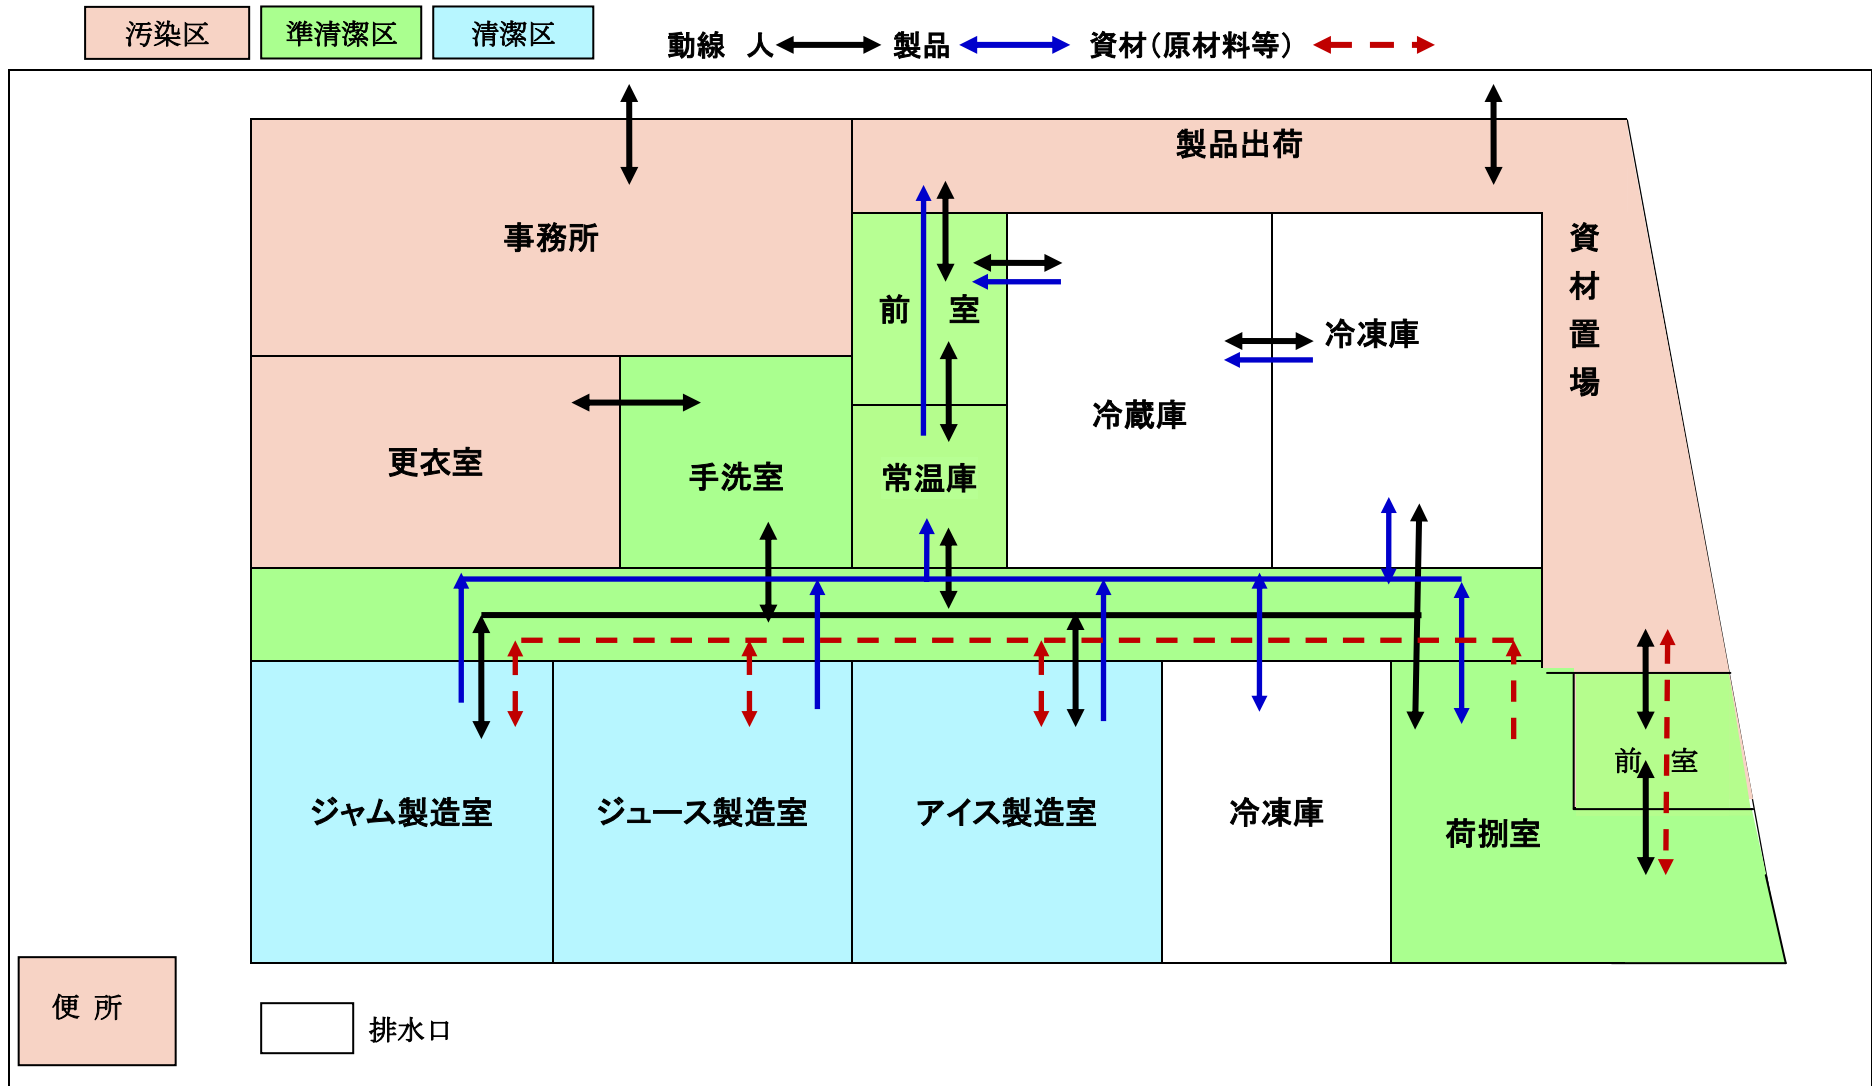 汚染区 準清潔区 清潔区
動線 人 製品 資材(原材料等)
製品出荷
事務所
資材置場
前 室
冷凍庫
冷蔵庫
更衣室
手洗室
常温庫
前 室
ジャム製造室
ジュース製造室
アイス製造室
冷凍庫
荷捌室
便 所
排水口